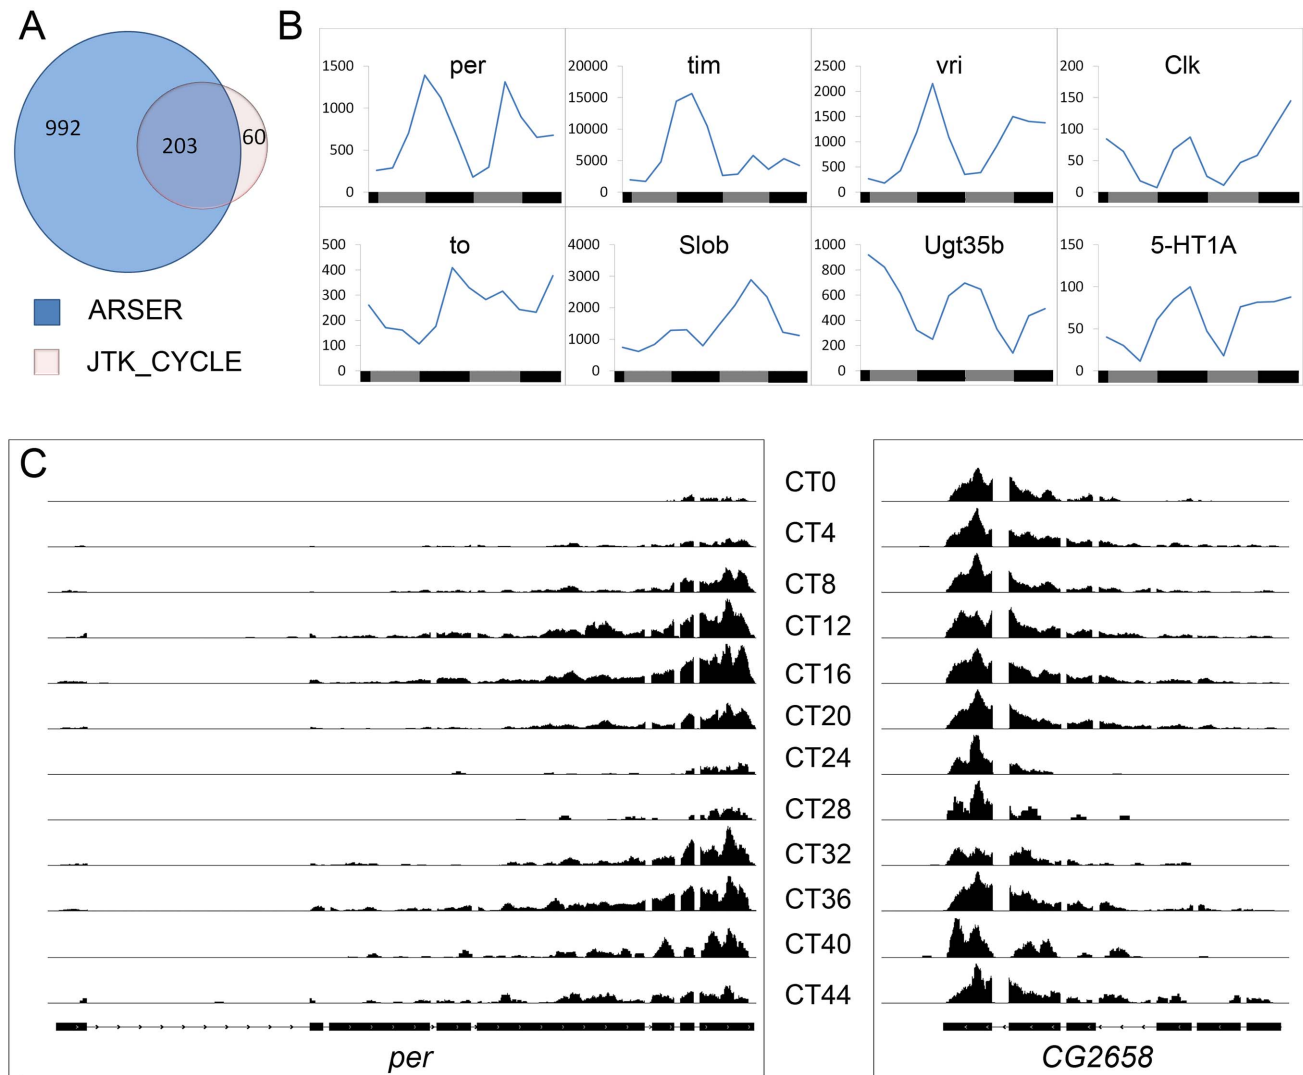 A
992
203
60
ARSER
JTK_CYCLE
B
per
1500
1000
500
0
tim
20000
15000
10000
5000
0
vri
2500
2000
1500
1000
500
0
Clk
150
100
50
0
to
500
400
300
200
100
0
Slob
4000
3000
2000
1000
0
Ugt35b
1000
800
600
400
200
0
5-HT1A
150
100
50
0
C
CT0
CT4
CT8
CT12
CT16
CT20
CT24
CT28
CT32
CT36
CT40
CT44
per
CG2658